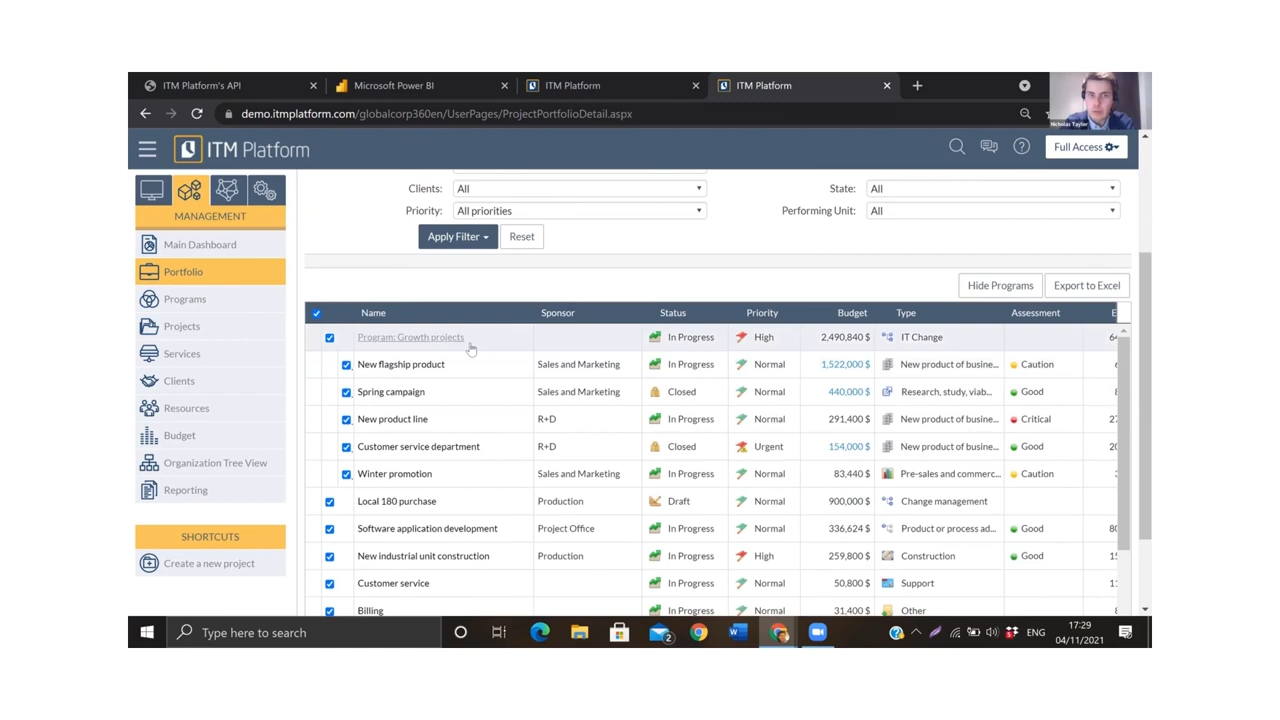 ITM Platform's API
Microsoft Power BI
ITM Platform
ITM Platform
demo.itmplatform.com/globalcorp360en/UserPages/ProjectPortfolioDetail.aspx
Nicholas Taylor
ITM Platform
Full Access
MANAGEMENT
Main Dashboard
Portfolio
Programs
Projects
Services
Clients
Resources
Budget
Organization Tree View
Reporting
SHORTCUTS
Create a new project
Clients: All State: All
Priority: All priorities Performing Unit: All
Apply Filter Reset
Hide Programs Export to Excel
Name Sponsor Status Priority Budget Type Assessment
Program: Growth projects In Progress High 2,490,840 $ IT Change
New flagship product Sales and Marketing In Progress Normal 1,522,000 $ New product of busine... Caution
Spring campaign Sales and Marketing Closed Normal 440,000 $ Research, study, viab... Good
New product line R+D In Progress Normal 291,400 $ New product of busine... Critical
Customer service department R+D Closed Urgent 154,000 $ New product of busine... Good
Winter promotion Sales and Marketing In Progress Normal 83,440 $ Pre-sales and commerc... Caution
Local 180 purchase Production Draft Normal 900,000 $ Change management
Software application development Project Office In Progress Normal 336,624 $ Product or process ad... Good
New industrial unit construction Production In Progress High 259,800 $ Construction Good
Customer service In Progress Normal 50,800 $ Support
Billing In Progress Normal 31,400 $ Other
Type here to search
2
ENG
17:29
04/11/2021